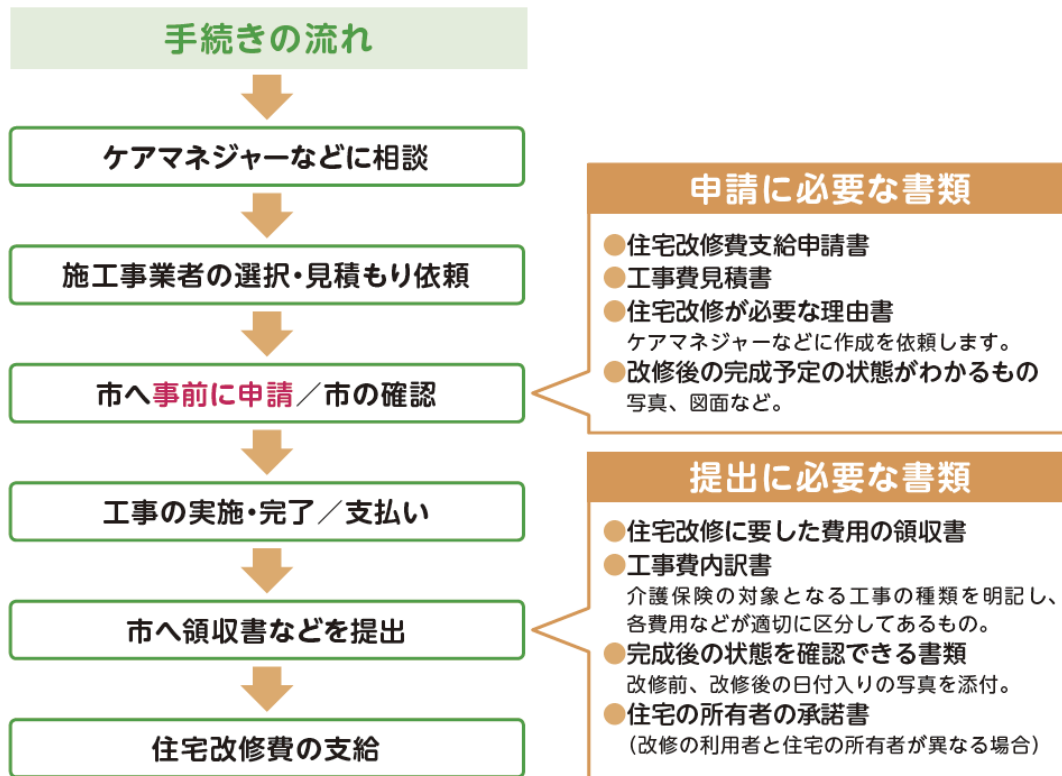 手続きの流れ
ケアマネジャーなどに相談
施工事業者の選択・見積もり依頼
市へ事前に申請／市の確認
工事の実施・完了／支払い
市へ領収書などを提出
住宅改修費の支給
申請に必要な書類
●住宅改修費支給申請書
●工事費見積書
●住宅改修が必要な理由書
ケアマネジャーなどに作成を依頼します。
●改修後の完成予定の状態がわかるもの
写真、図面など。
提出に必要な書類
●住宅改修に要した費用の領収書
●工事費内訳書
介護保険の対象となる工事の種類を明記し、
各費用などが適切に区分してあるもの。
●完成後の状態を確認できる書類
改修前、改修後の日付入りの写真を添付。
●住宅の所有者の承諾書
（改修の利用者と住宅の所有者が異なる場合）